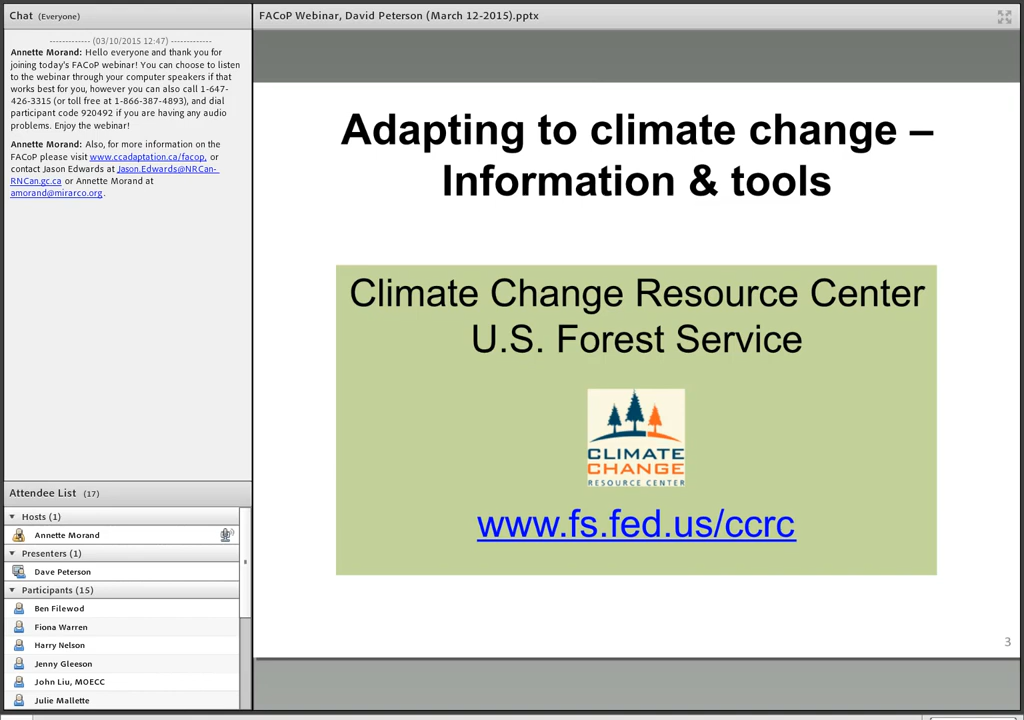 Chat (Everyone)
------------- (03/10/2015 12:47) ------------
Annette Morand: Hello everyone and thank you for
joining today's FACoP webinar! You can choose to listen
to the webinar through your computer speakers if that
works best for you, however you can also call 1-647-
426-3315 (or toll free at 1-866-387-4893), and dial
participant code 920492 if you are having any audio
problems. Enjoy the webinar!
Annette Morand: Also, for more information on the
FACoP please visit www.ccadaptation.ca/facop, or
contact Jason Edwards at Jason.Edwards@NRCan-
RNCan.gc.ca or Annette Morand at
amorand@mirarco.org.
Attendee List (17)
Hosts (1)
Annette Morand
Presenters (1)
Dave Peterson
Participants (15)
Ben Filewod
Fiona Warren
Harry Nelson
Jenny Gleeson
John Liu, MOECC
Julie Mallette
FACoP Webinar, David Peterson (March 12-2015).pptx
Adapting to climate change –
Information & tools
Climate Change Resource Center
U.S. Forest Service
CLIMATE
CHANGE
RESOURCE CENTER
www.fs.fed.us/ccrc
3